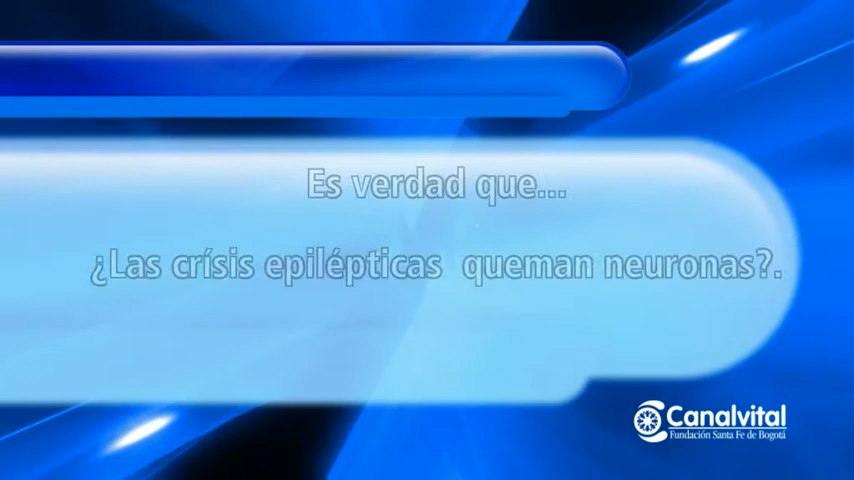 Es verdad que...
¿Las crísis epilépticas queman neuronas?.
Canalvital
Fundación Santa Fe de Bogotá